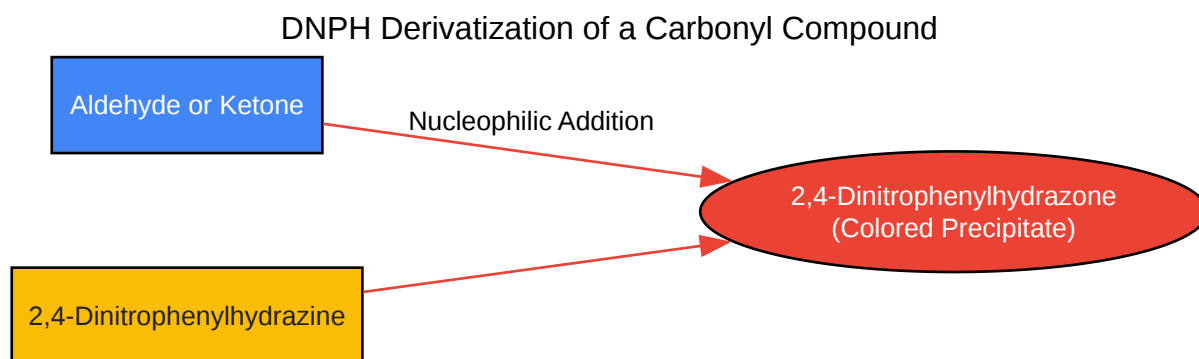 DNPH Derivatization of a Carbonyl Compound
Aldehyde or Ketone
Nucleophilic Addition
2,4-Dinitrophenylhydrazone
(Colored Precipitate)
2,4-Dinitrophenylhydrazine